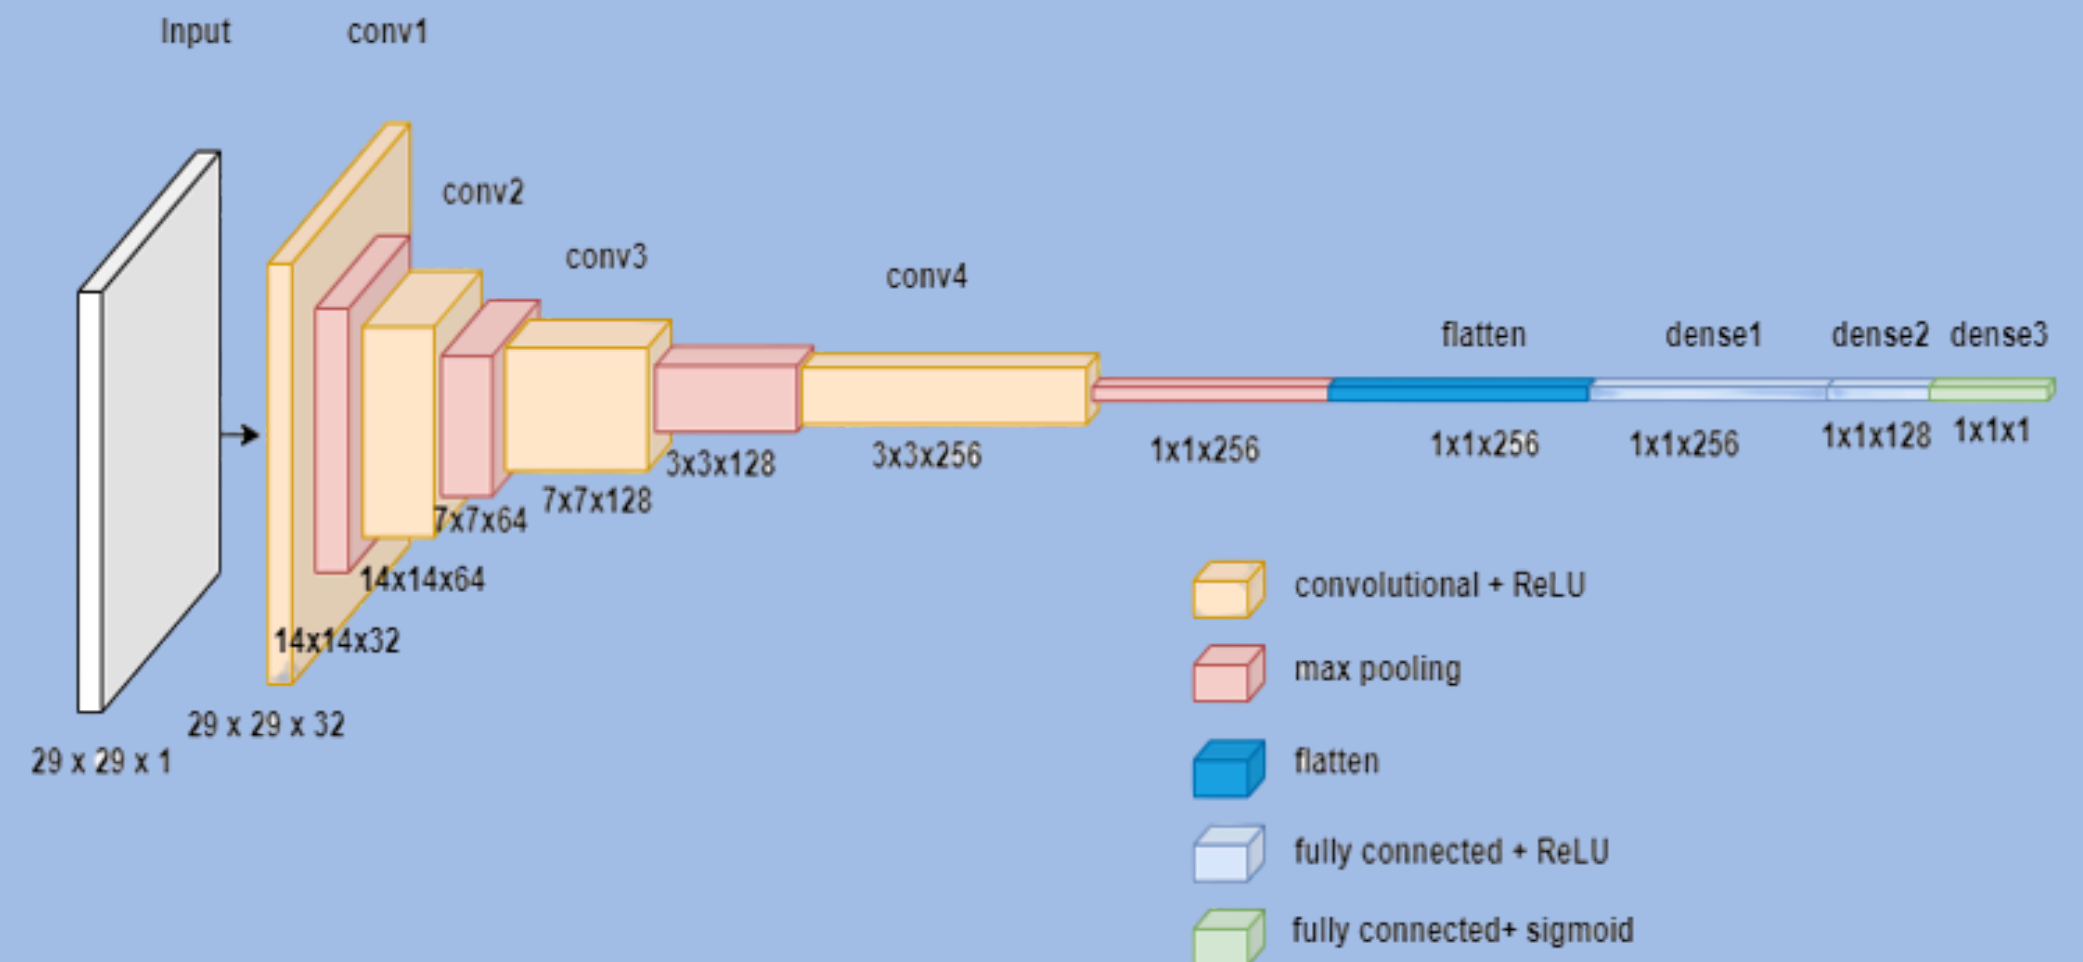 Input
conv1
conv2
conv3
conv4
flatten
dense1
dense2
dense3
29 x 29 x 1
29 x 29 x 32
14x14x32
14x14x64
7x7x64
7x7x128
3x3x128
3x3x256
1x1x256
1x1x256
1x1x256
1x1x128
1x1x1
convolutional + ReLU
max pooling
flatten
fully connected + ReLU
fully connected+ sigmoid